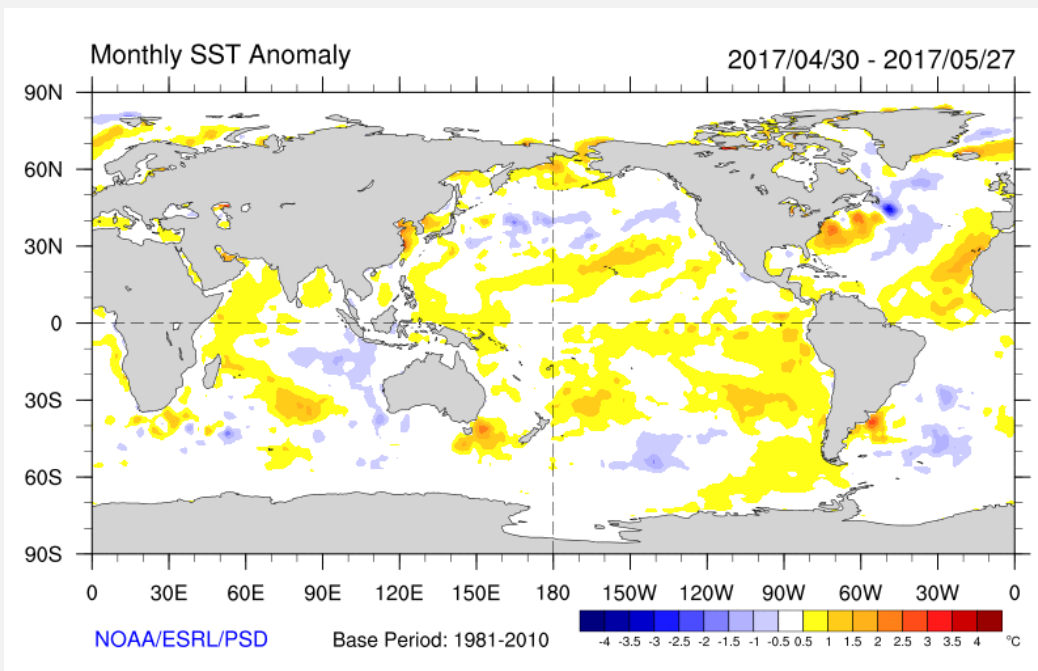 Monthly SST Anomaly 2017/04/30 - 2017/05/27
90N
60N
30N
0
30S
60S
90S
0 30E 60E 90E 120E 150E 180 150W 120W 90W 60W 30W 0
NOAA/ESRL/PSD Base Period: 1981-2010
-4 -3.5 -3 -2.5 -2 -1.5 -1 -0.5 0.5 1 1.5 2 2.5 3 3.5 4 °C